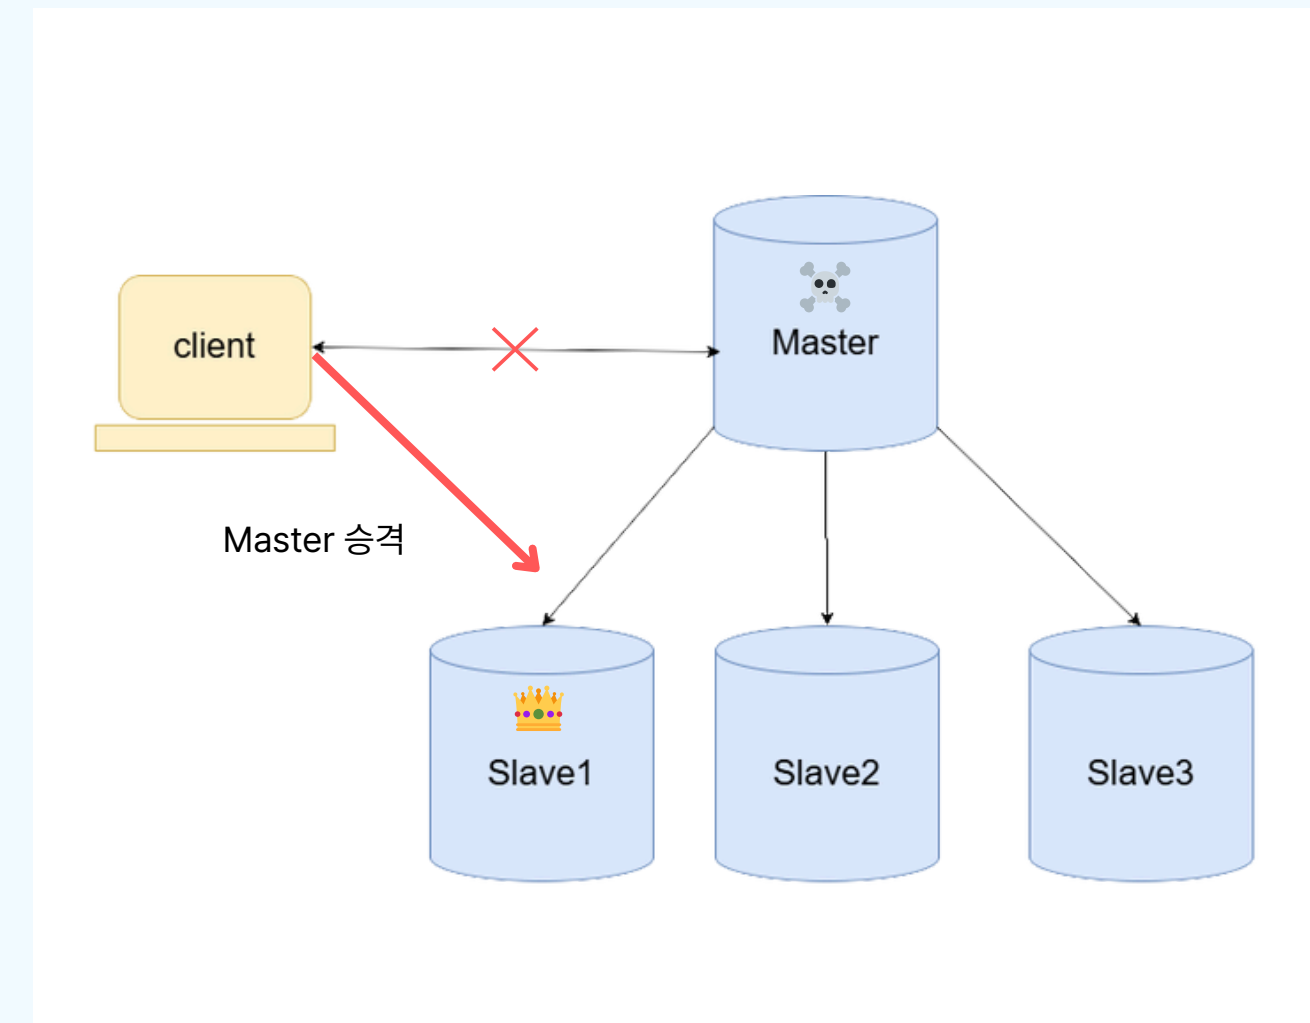 client
Master
Master 승격
Slave1
Slave2
Slave3